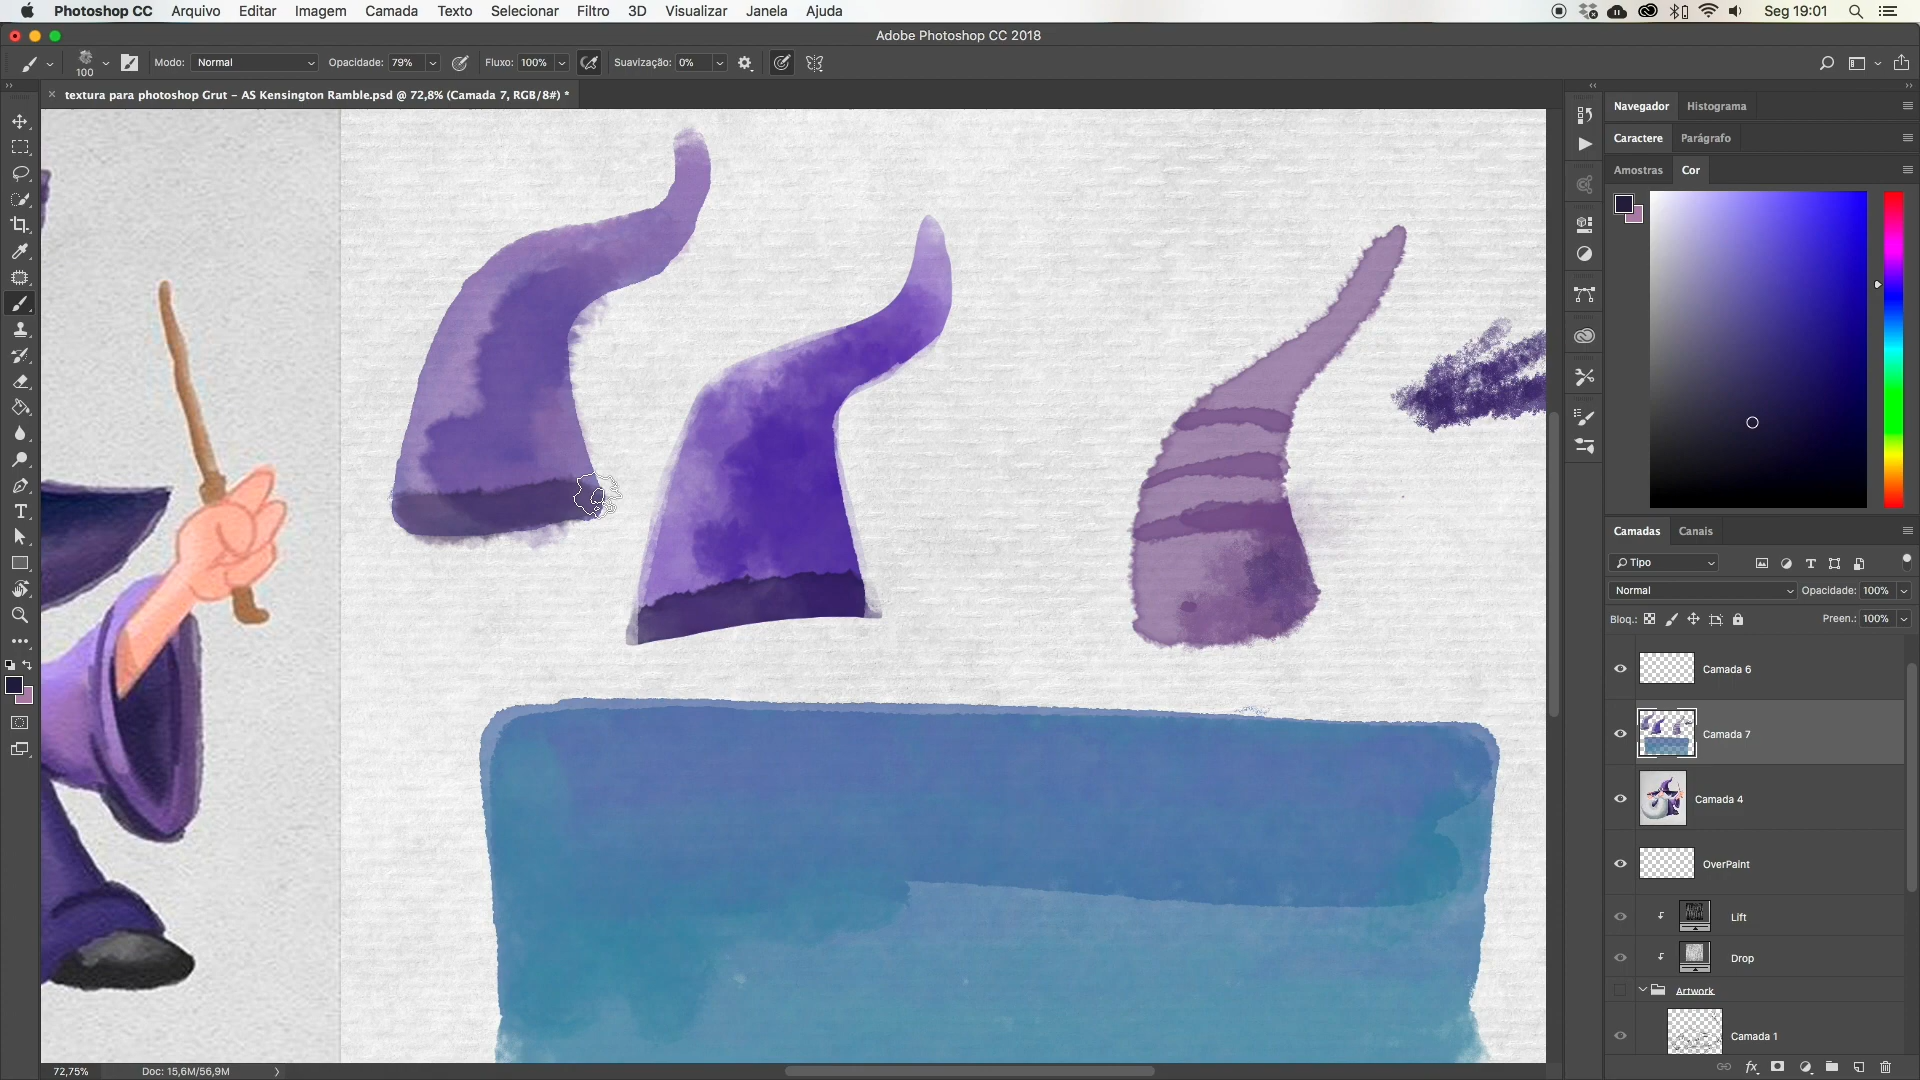 Photoshop CC Arquivo Editar Imagem Camada Texto Selecionar Filtro 3D Visualizar Janela Ajuda Seg 19:01
Adobe Photoshop CC 2018
100 Modo: Normal Opacidade: 79% Fluxo: 100% Suavização: 0%
textura para photoshop Grut – AS Kensington Ramble.psd @ 72,8% (Camada 7, RGB/8#) *
Navegador Histograma
Caractere Parágrafo
Amostras Cor
Camadas Canais
Tipo
Normal Opacidade: 100%
Bloq.: Preen.: 100%
Camada 6
Camada 7
Camada 4
OverPaint
Lift
Drop
Artwork
Camada 1
72,75% Doc: 15,6M/56,9M